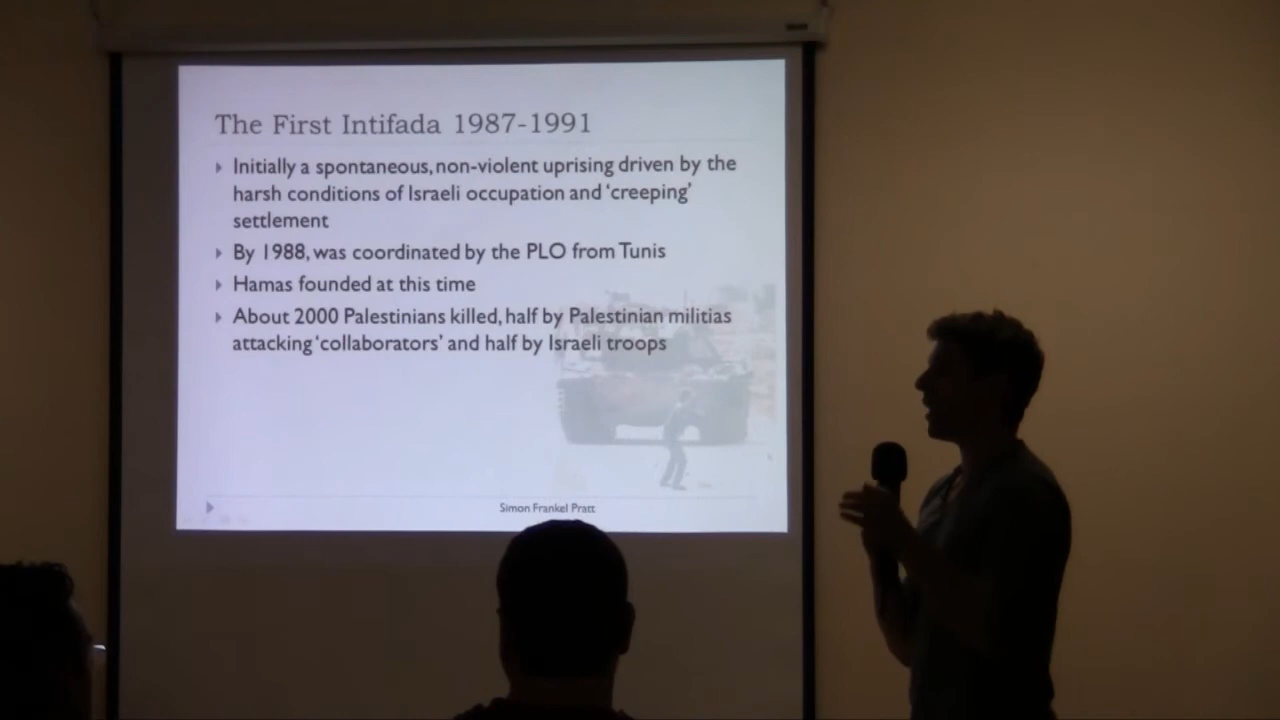 The First Intifada 1987-1991
Initially a spontaneous, non-violent uprising driven by the
harsh conditions of Israeli occupation and ‘creeping’
settlement
By 1988, was coordinated by the PLO from Tunis
Hamas founded at this time
About 2000 Palestinians killed, half by Palestinian militias
attacking ‘collaborators’ and half by Israeli troops
Simon Frankel Pratt